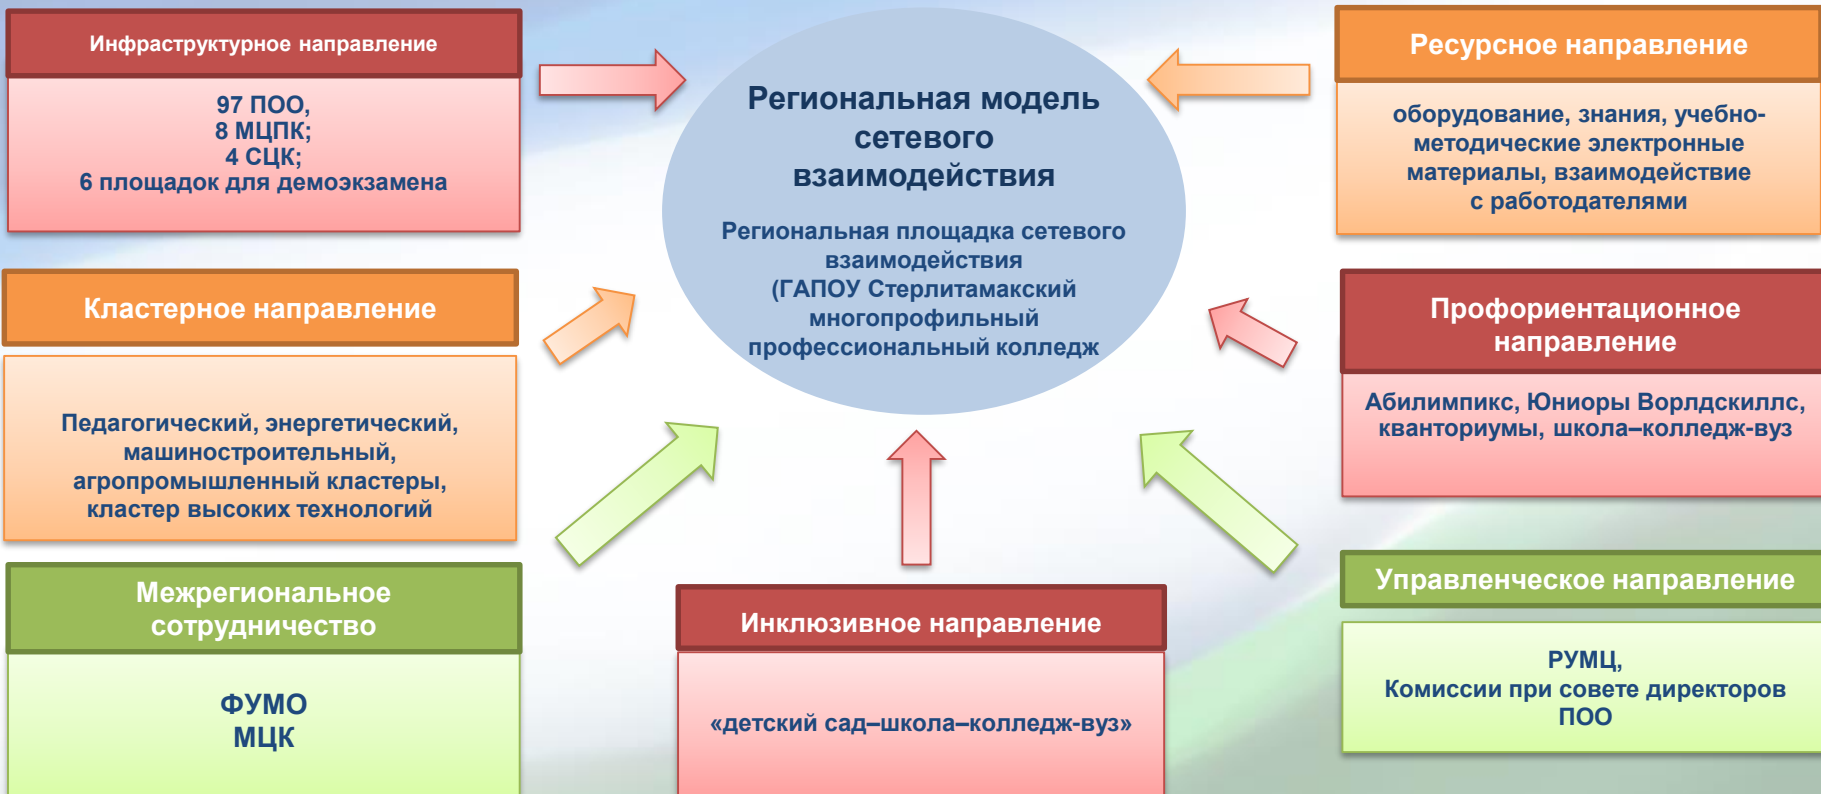 Инфраструктурное направление
97 ПОО,
8 МЦПК;
4 СЦК;
6 площадок для демоэкзамена
Кластерное направление
Педагогический, энергетический,
машиностроительный,
агропромышленный кластеры,
кластер высоких технологий
Межрегиональное
сотрудничество
ФУМО
МЦК
Региональная модель
сетевого
взаимодействия
Региональная площадка сетевого
взаимодействия
(ГАПОУ Стерлитамакский
многопрофильный
профессиональный колледж
Инклюзивное направление
«детский сад–школа–колледж-вуз»
Ресурсное направление
оборудование, знания, учебно-
методические электронные
материалы, взаимодействие
с работодателями
Профориентационное
направление
Абилимпикс, Юниоры Ворлдскиллс,
кванториумы, школа–колледж-вуз
Управленческое направление
РУМЦ,
Комиссии при совете директоров
ПОО